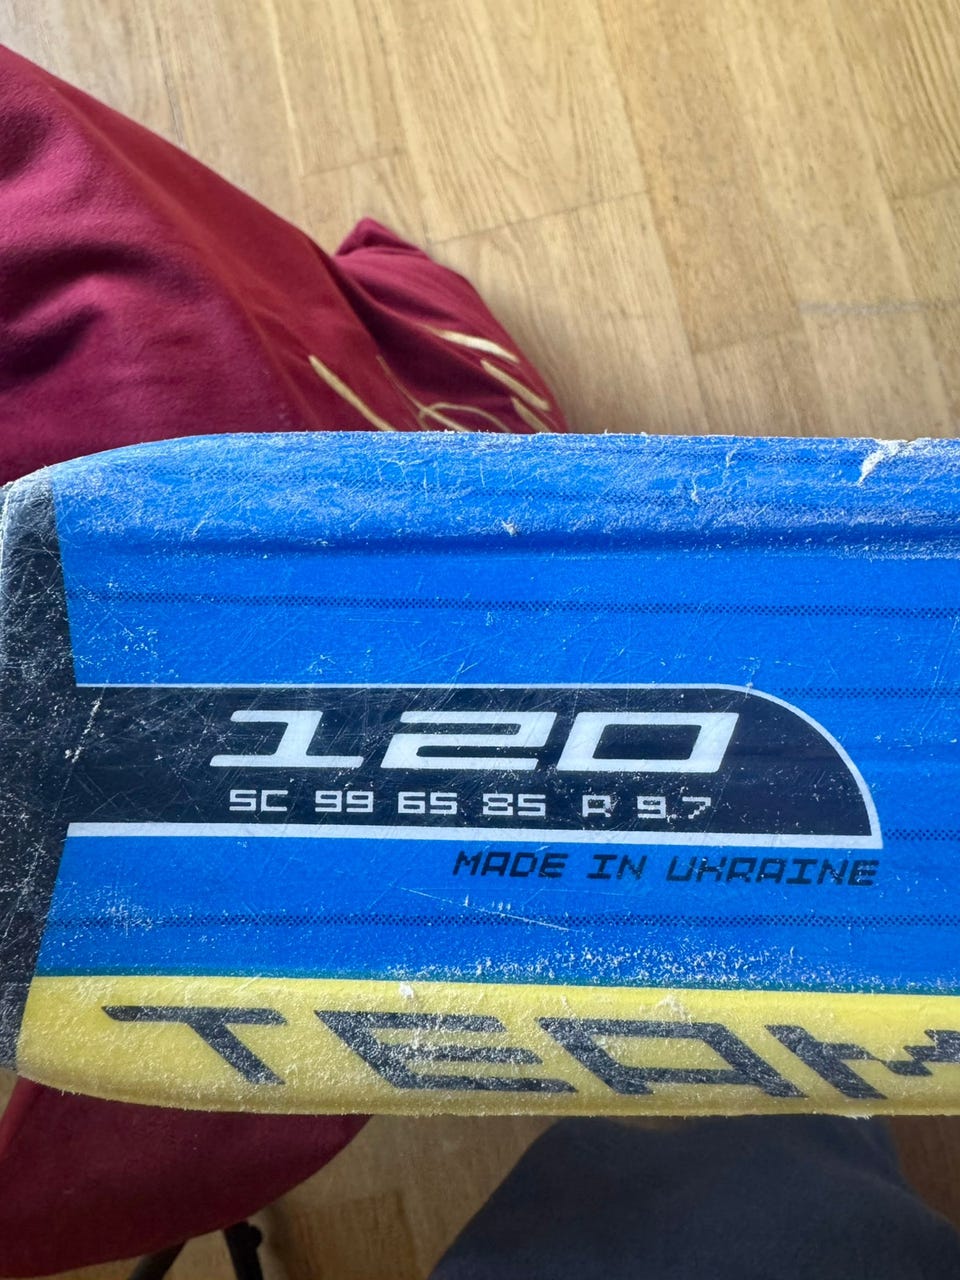 120
SC 99 65 85 R 9.7
MADE IN UKRAINE
TEAM